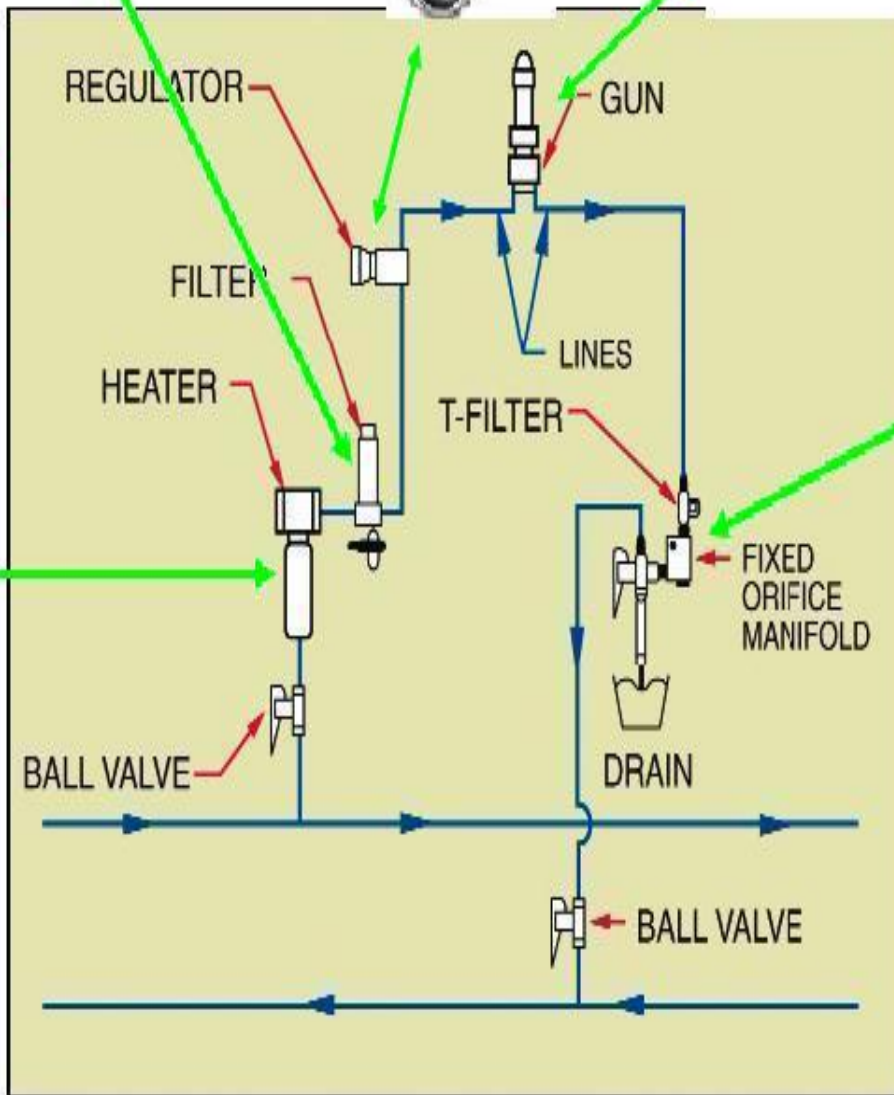 REGULATOR
GUN
FILTER
LINES
HEATER
T-FILTER
FIXED
ORIFICE
MANIFOLD
BALL VALVE
DRAIN
BALL VALVE